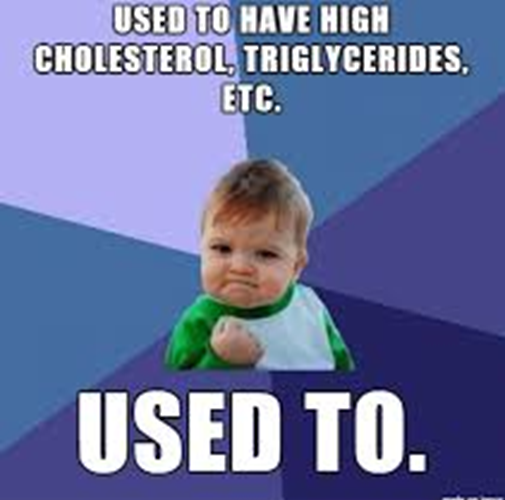 USED TO HAVE HIGH
CHOLESTEROL, TRIGLYCERIDES,
ETC.
USED TO.